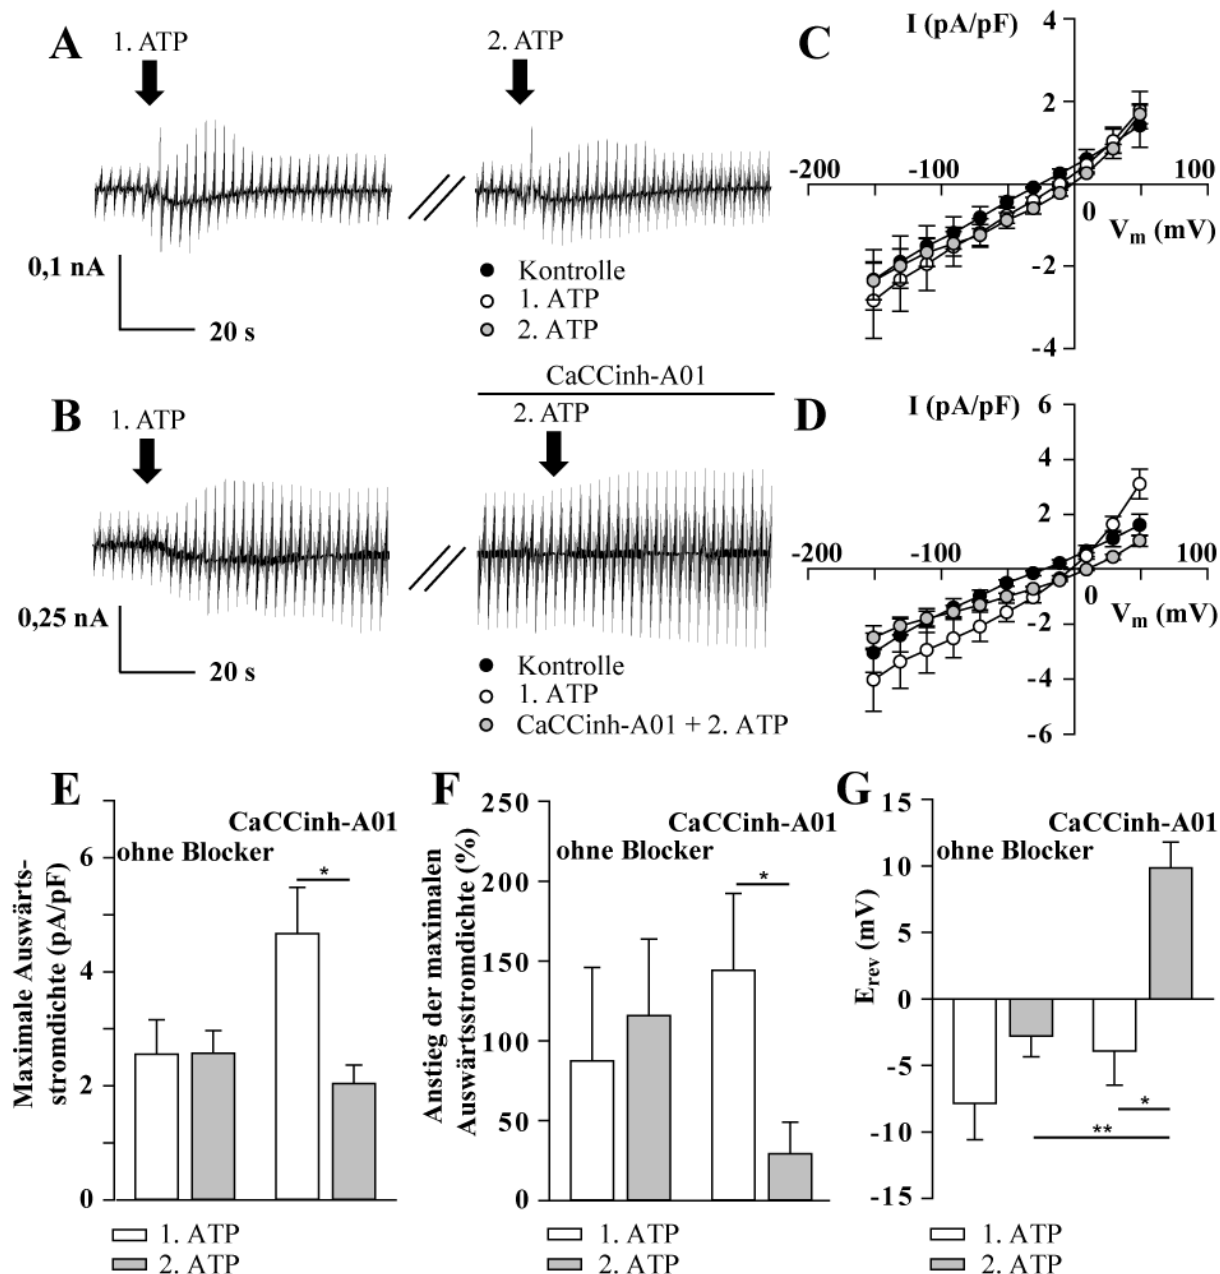 A
1. ATP
2. ATP
0,1 nA
20 s
Kontrolle
1. ATP
2. ATP
C
I (pA/pF)
4
2
-200
-100
0
100
Vm (mV)
-2
-4
B
1. ATP
CaCCinh-A01
2. ATP
0,25 nA
20 s
Kontrolle
1. ATP
CaCCinh-A01 + 2. ATP
D
I (pA/pF)
6
4
2
-200
-100
0
100
Vm (mV)
-2
-4
-6
E
Maximale Auswärts-
stromdichte (pA/pF)
6
4
2
0
ohne Blocker
CaCCinh-A01
*
1. ATP
2. ATP
F
Anstieg der maximalen
Auswärtsstromdichte (%)
250
200
150
100
50
0
ohne Blocker
CaCCinh-A01
*
1. ATP
2. ATP
G
Erev (mV)
15
10
5
0
-5
-10
-15
ohne Blocker
CaCCinh-A01
*
**
1. ATP
2. ATP